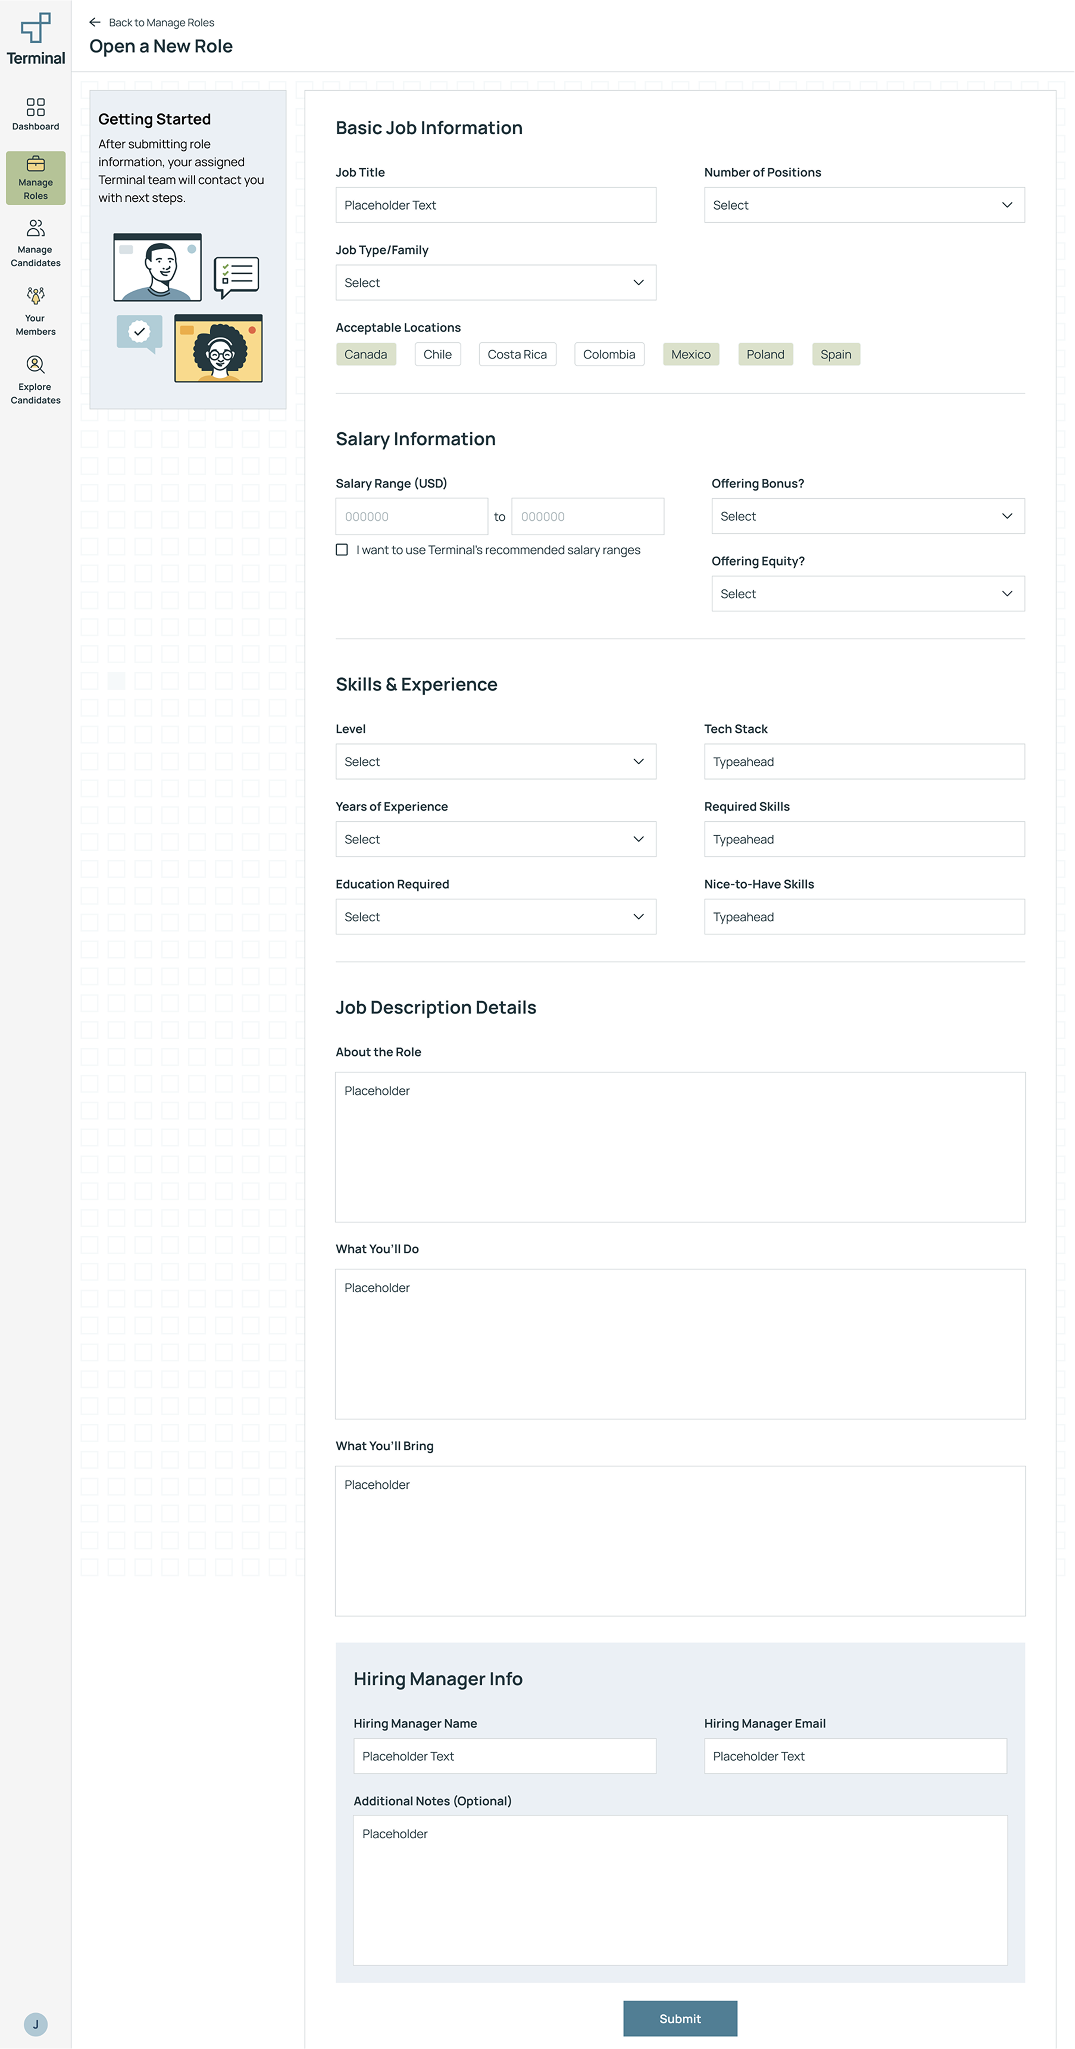 Terminal
Dashboard
Manage
Roles
Manage
Candidates
Your
Members
Explore
Candidates
J
Back to Manage Roles
Open a New Role
Getting Started
After submitting role
information, your assigned
Terminal team will contact you
with next steps.
Basic Job Information
Job Title
Placeholder Text
Number of Positions
Select
Job Type/Family
Select
Acceptable Locations
Canada Chile Costa Rica Colombia Mexico Poland Spain
Salary Information
Salary Range (USD)
000000 to 000000
I want to use Terminal's recommended salary ranges
Offering Bonus?
Select
Offering Equity?
Select
Skills & Experience
Level
Select
Tech Stack
Typeahead
Years of Experience
Select
Required Skills
Typeahead
Education Required
Select
Nice-to-Have Skills
Typeahead
Job Description Details
About the Role
Placeholder
What You'll Do
Placeholder
What You'll Bring
Placeholder
Hiring Manager Info
Hiring Manager Name
Placeholder Text
Hiring Manager Email
Placeholder Text
Additional Notes (Optional)
Placeholder
Submit